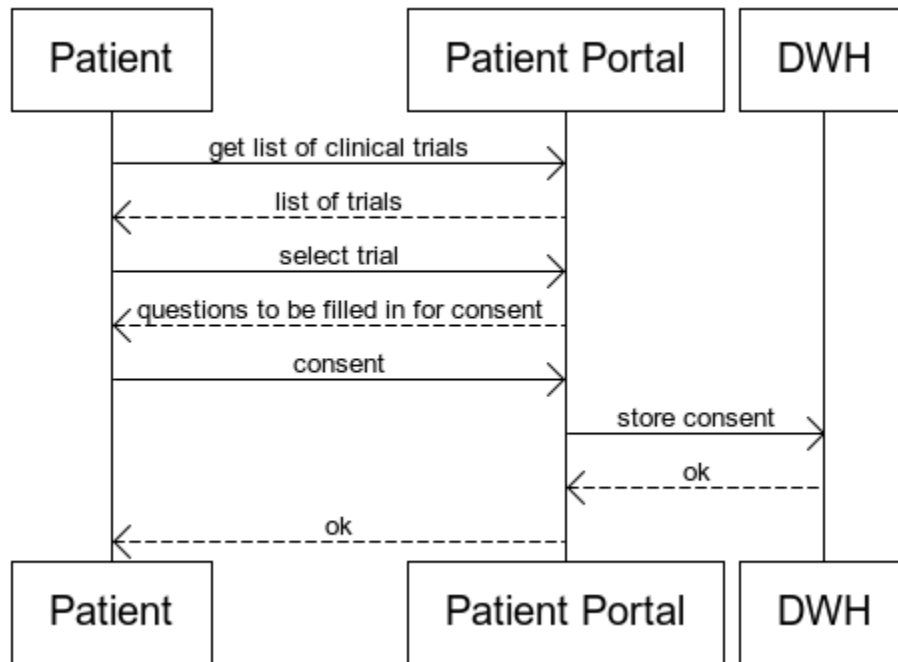 Patient
Patient Portal
DWH
get list of clinical trials
list of trials
select trial
questions to be filled in for consent
consent
store consent
ok
ok
Patient
Patient Portal
DWH